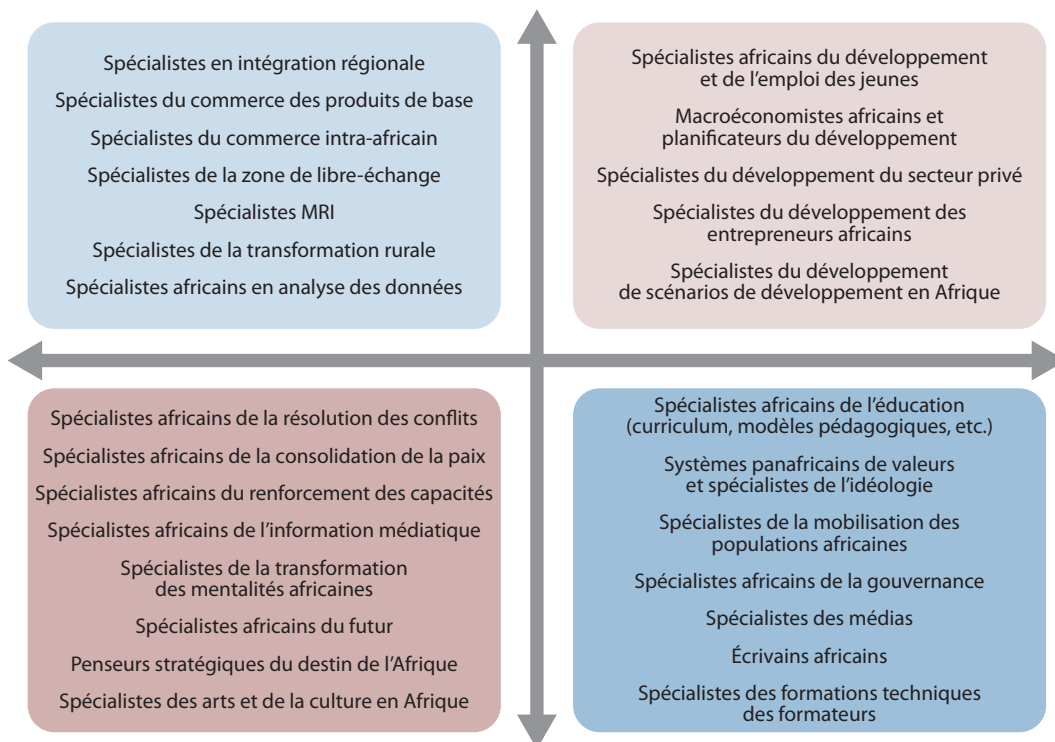 Spécialistes en intégration régionale
Spécialistes du commerce des produits de base
Spécialistes du commerce intra-africain
Spécialistes de la zone de libre-échange
Spécialistes MRI
Spécialistes de la transformation rurale
Spécialistes africains en analyse des données
Spécialistes africains du développement
et de l'emploi des jeunes
Macroéconomistes africains et
planificateurs du développement
Spécialistes du développement du secteur privé
Spécialistes du développement des
entrepreneurs africains
Spécialistes du développement
de scénarios de développement en Afrique
Spécialistes africains de la résolution des conflits
Spécialistes africains de la consolidation de la paix
Spécialistes africains du renforcement des capacités
Spécialistes africains de l'information médiatique
Spécialistes de la transformation
des mentalités africaines
Spécialistes africains du futur
Penseurs stratégiques du destin de l'Afrique
Spécialistes des arts et de la culture en Afrique
Spécialistes africains de l'éducation
(curriculum, modèles pédagogiques, etc.)
Systèmes panafricains de valeurs
et spécialistes de l'idéologie
Spécialistes de la mobilisation des
populations africaines
Spécialistes africains de la gouvernance
Spécialistes des médias
Écrivains africains
Spécialistes des formations techniques
des formateurs